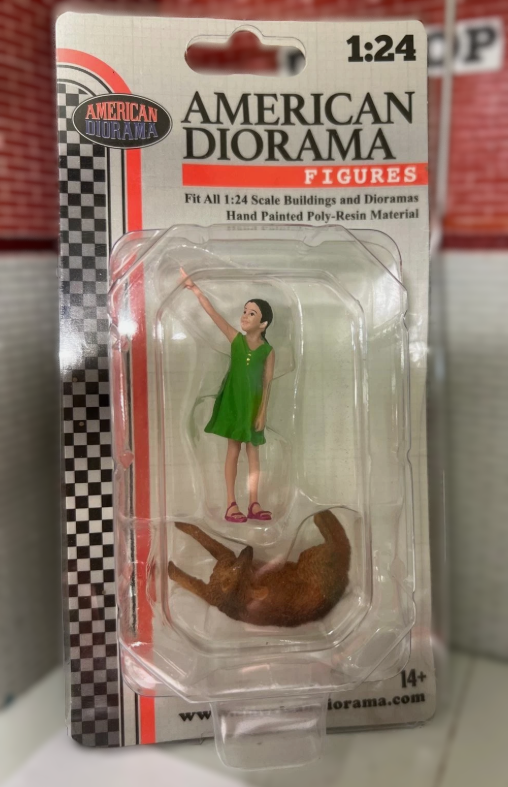 1:24
AMERICAN
DIORAMA
AMERICAN
DIORAMA
FIGURES
Fit All 1:24 Scale Buildings and Dioramas
Hand Painted Poly-Resin Material
OP
14+